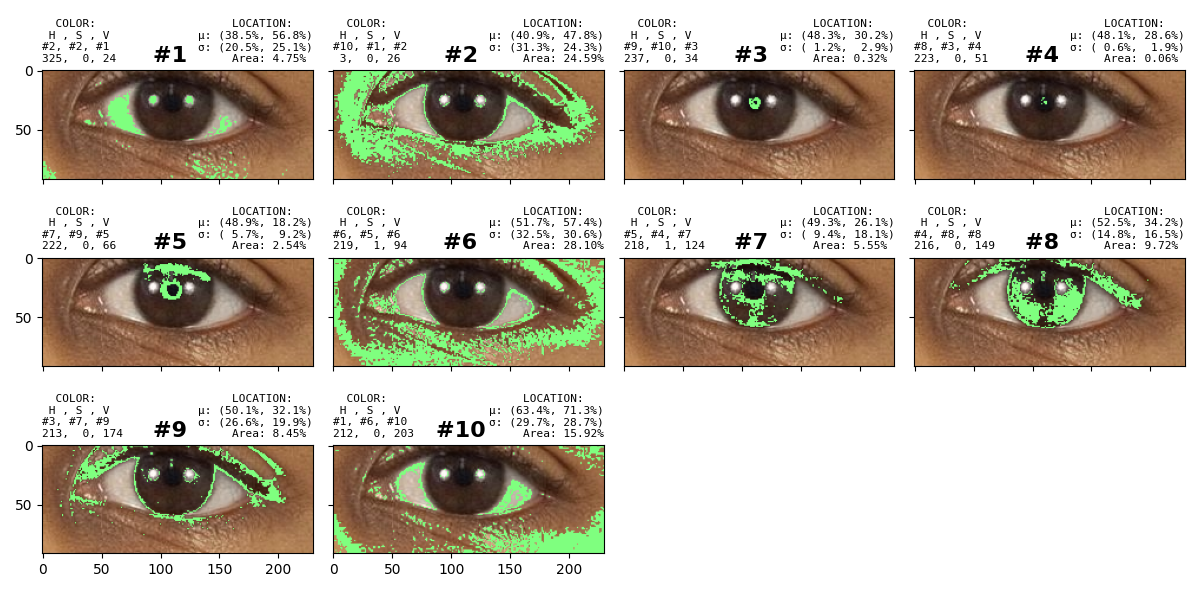 COLOR: LOCATION:
H , S , V μ: (38.5%, 56.8%)
#2, #2, #1 σ: (20.5%, 25.1%)
325, 0, 24 #1 Area: 4.75%
COLOR: LOCATION:
H , S , V μ: (40.9%, 47.8%)
#10, #1, #2 σ: (31.3%, 24.3%)
3, 0, 26 #2 Area: 24.59%
COLOR: LOCATION:
H , S , V μ: (48.3%, 30.2%)
#9, #10, #3 σ: ( 1.2%, 2.9%)
237, 0, 34 #3 Area: 0.32%
COLOR: LOCATION:
H , S , V μ: (48.1%, 28.6%)
#8, #3, #4 σ: ( 0.6%, 1.9%)
223, 0, 51 #4 Area: 0.06%
0
50
COLOR: LOCATION:
H , S , V μ: (48.9%, 18.2%)
#7, #9, #5 σ: ( 5.7%, 9.2%)
222, 0, 66 #5 Area: 2.54%
COLOR: LOCATION:
H , S , V μ: (51.7%, 57.4%)
#6, #5, #6 σ: (32.5%, 30.6%)
219, 1, 94 #6 Area: 28.10%
COLOR: LOCATION:
H , S , V μ: (49.3%, 26.1%)
#5, #4, #7 σ: ( 9.4%, 18.1%)
218, 1, 124 #7 Area: 5.55%
COLOR: LOCATION:
H , S , V μ: (52.5%, 34.2%)
#4, #8, #8 σ: (14.8%, 16.5%)
216, 0, 149 #8 Area: 9.72%
0
50
COLOR: LOCATION:
H , S , V μ: (50.1%, 32.1%)
#3, #7, #9 σ: (26.6%, 19.9%)
213, 0, 174 #9 Area: 8.45%
COLOR: LOCATION:
H , S , V μ: (63.4%, 71.3%)
#1, #6, #10 σ: (29.7%, 28.7%)
212, 0, 203 #10 Area: 15.92%
0
50
0 50 100 150 200
0 50 100 150 200